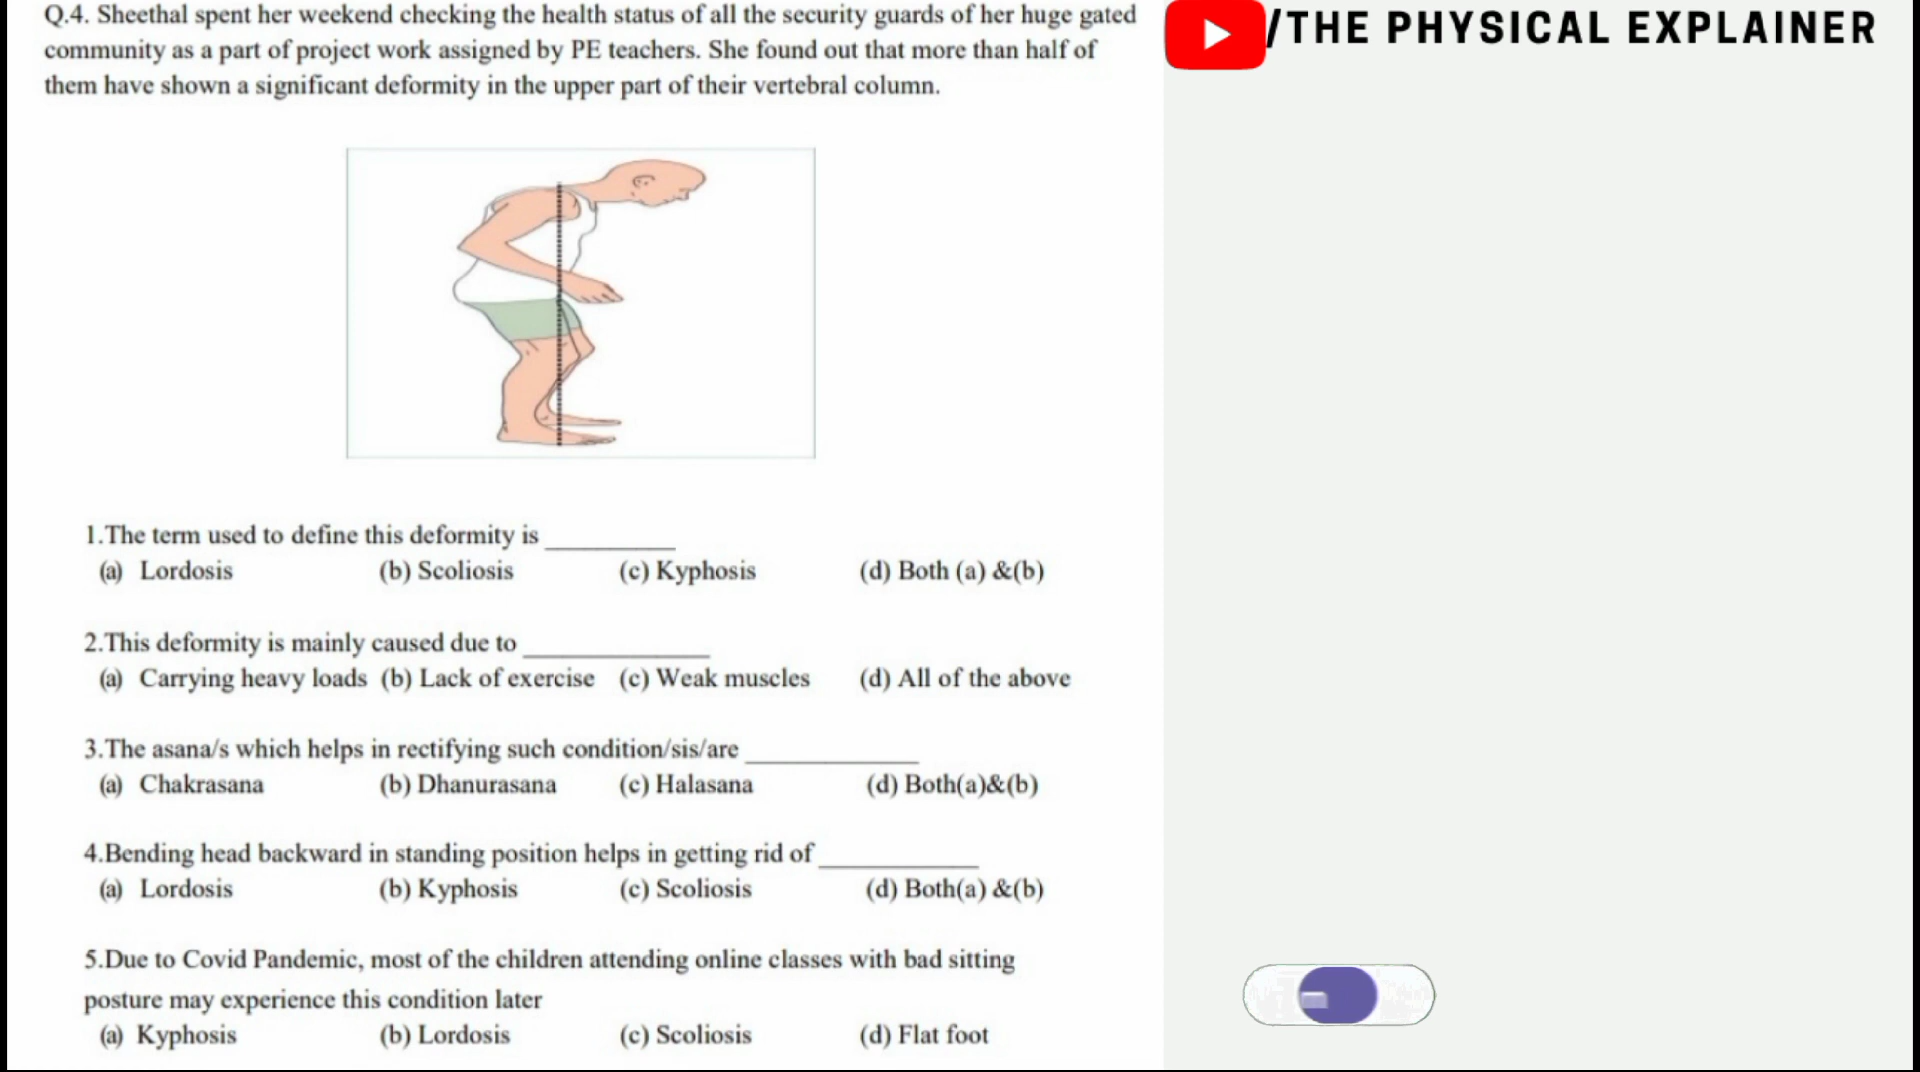 Q.4. Sheethal spent her weekend checking the health status of all the security guards of her huge gated
community as a part of project work assigned by PE teachers. She found out that more than half of
them have shown a significant deformity in the upper part of their vertebral column.
/THE PHYSICAL EXPLAINER
1.The term used to define this deformity is __________
(a) Lordosis (b) Scoliosis (c) Kyphosis (d) Both (a) &(b)
2.This deformity is mainly caused due to ______________
(a) Carrying heavy loads (b) Lack of exercise (c) Weak muscles (d) All of the above
3.The asana/s which helps in rectifying such condition/sis/are _____________
(a) Chakrasana (b) Dhanurasana (c) Halasana (d) Both(a)&(b)
4.Bending head backward in standing position helps in getting rid of ____________
(a) Lordosis (b) Kyphosis (c) Scoliosis (d) Both(a) &(b)
5.Due to Covid Pandemic, most of the children attending online classes with bad sitting
posture may experience this condition later
(a) Kyphosis (b) Lordosis (c) Scoliosis (d) Flat foot